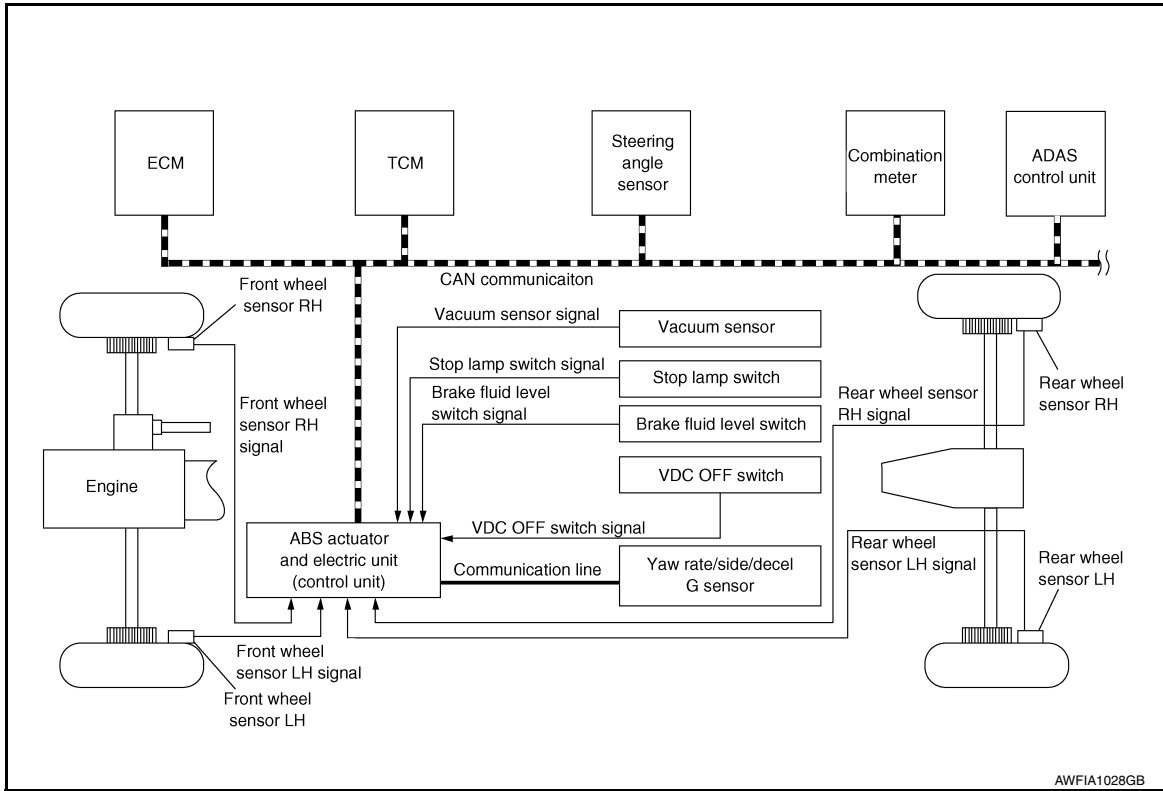 ECM
TCM
Steering
angle
sensor
Combination
meter
ADAS
control unit
CAN communicaiton
Front wheel
sensor RH
Vacuum sensor signal
Vacuum sensor
Stop lamp switch signal
Stop lamp switch
Brake fluid level
switch signal
Brake fluid level switch
Front wheel
sensor RH
signal
Rear wheel sensor
RH signal
Rear wheel
sensor RH
Engine
VDC OFF switch
VDC OFF switch signal
ABS actuator
and electric unit
(control unit)
Communication line
Yaw rate/side/decel
G sensor
Rear wheel
sensor LH signal
Rear wheel
sensor LH
Front wheel
sensor LH signal
Front wheel
sensor LH
AWFIA1028GB